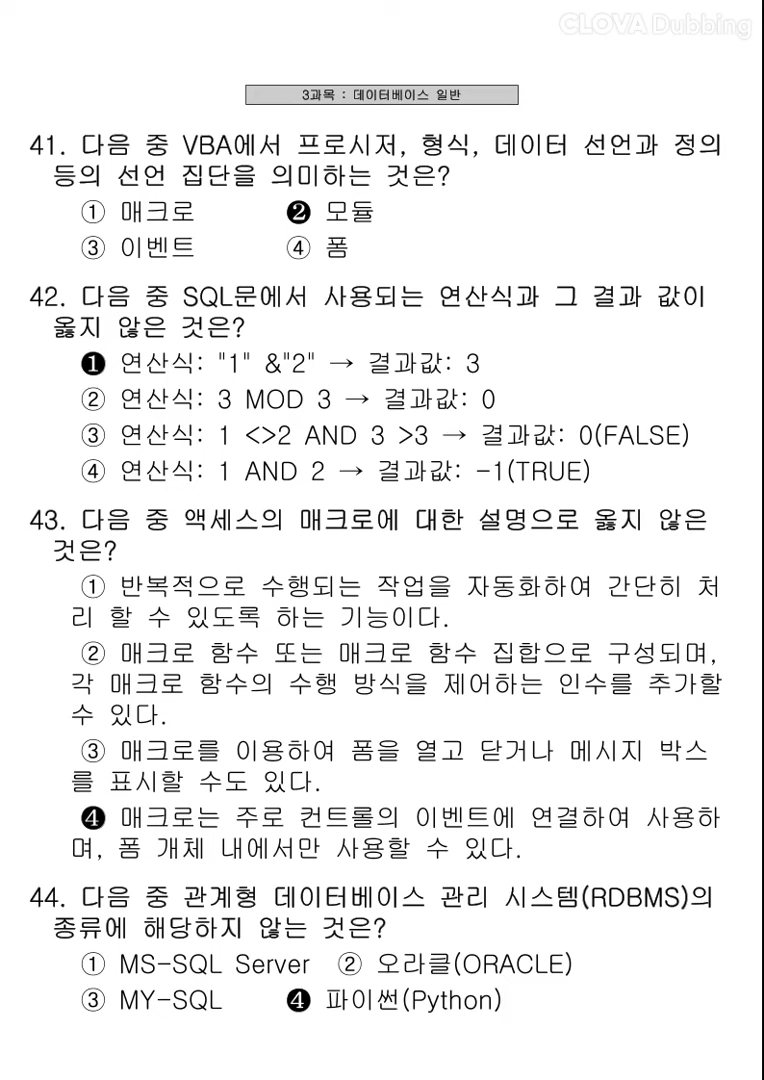 CLOVA Dubbing
3과목 : 데이터베이스 일반
41. 다음 중 VBA에서 프로시저, 형식, 데이터 선언과 정의
등의 선언 집단을 의미하는 것은?
① 매크로 ❷ 모듈
③ 이벤트 ④ 폼
42. 다음 중 SQL문에서 사용되는 연산식과 그 결과 값이
옳지 않은 것은?
❶ 연산식: "1" &"2" → 결과값: 3
② 연산식: 3 MOD 3 → 결과값: 0
③ 연산식: 1 <>2 AND 3 >3 → 결과값: 0(FALSE)
④ 연산식: 1 AND 2 → 결과값: -1(TRUE)
43. 다음 중 액세스의 매크로에 대한 설명으로 옳지 않은
것은?
① 반복적으로 수행되는 작업을 자동화하여 간단히 처
리 할 수 있도록 하는 기능이다.
② 매크로 함수 또는 매크로 함수 집합으로 구성되며,
각 매크로 함수의 수행 방식을 제어하는 인수를 추가할
수 있다.
③ 매크로를 이용하여 폼을 열고 닫거나 메시지 박스
를 표시할 수도 있다.
❹ 매크로는 주로 컨트롤의 이벤트에 연결하여 사용하
며, 폼 개체 내에서만 사용할 수 있다.
44. 다음 중 관계형 데이터베이스 관리 시스템(RDBMS)의
종류에 해당하지 않는 것은?
① MS-SQL Server ② 오라클(ORACLE)
③ MY-SQL ❹ 파이썬(Python)